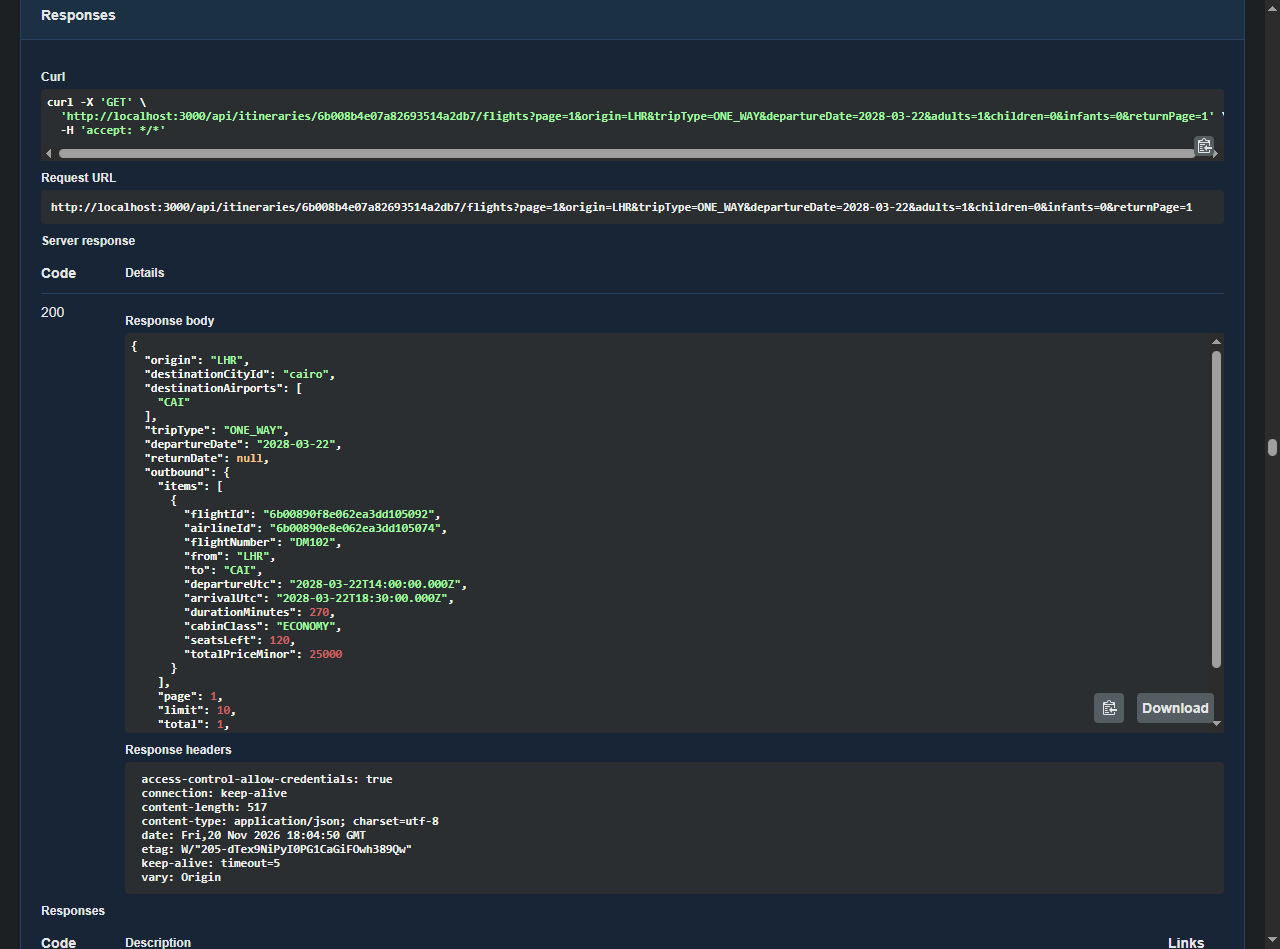 Responses
Curl
curl -X 'GET' \
  'http://localhost:3000/api/itineraries/6b008b4e07a82693514a2db7/flights?page=1&origin=LHR&tripType=ONE_WAY&departureDate=2028-03-22&adults=1&children=0&infants=0&returnPage=1' \
  -H 'accept: */*'
Request URL
http://localhost:3000/api/itineraries/6b008b4e07a82693514a2db7/flights?page=1&origin=LHR&tripType=ONE_WAY&departureDate=2028-03-22&adults=1&children=0&infants=0&returnPage=1
Server response
Code Details
200
Response body
{
  "origin": "LHR",
  "destinationCityId": "cairo",
  "destinationAirports": [
    "CAI"
  ],
  "tripType": "ONE_WAY",
  "departureDate": "2028-03-22",
  "returnDate": null,
  "outbound": {
    "items": [
      {
        "flightId": "6b00890f8e062ea3dd105092",
        "airlineId": "6b00890e8e062ea3dd105074",
        "flightNumber": "DM102",
        "from": "LHR",
        "to": "CAI",
        "departureUtc": "2028-03-22T14:00:00.000Z",
        "arrivalUtc": "2028-03-22T18:30:00.000Z",
        "durationMinutes": 270,
        "cabinClass": "ECONOMY",
        "seatsLeft": 120,
        "totalPriceMinor": 25000
      }
    ],
    "page": 1,
    "limit": 10,
    "total": 1,
Download
Response headers
access-control-allow-credentials: true
connection: keep-alive
content-length: 517
content-type: application/json; charset=utf-8
date: Fri,20 Nov 2026 18:04:50 GMT
etag: W/"205-dTex9NiPyI0PG1CaGiFOwh389Qw"
keep-alive: timeout=5
vary: Origin
Responses
Code Description Links